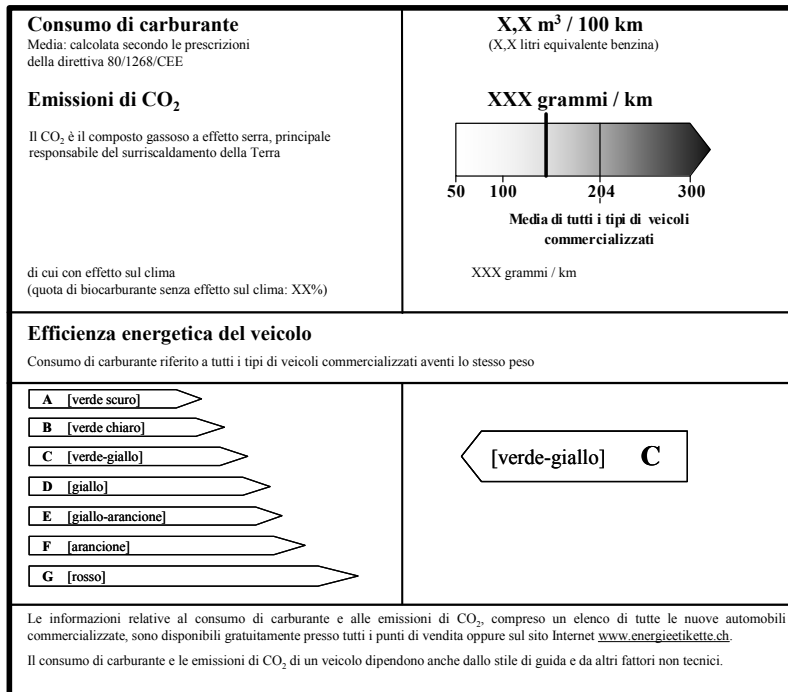 Consumo di carburante
Media: calcolata secondo le prescrizioni
della direttiva 80/1268/CEE
X,X m³ / 100 km
(X,X litri equivalente benzina)
Emissioni di CO₂
Il CO₂ è il composto gassoso a effetto serra, principale
responsabile del surriscaldamento della Terra
XXX grammi / km
50 100 204 300
Media di tutti i tipi di veicoli
commercializzati
di cui con effetto sul clima
(quota di biocarburante senza effetto sul clima: XX%)
XXX grammi / km
Efficienza energetica del veicolo
Consumo di carburante riferito a tutti i tipi di veicoli commercializzati aventi lo stesso peso
A [verde scuro]
B [verde chiaro]
C [verde-giallo]
D [giallo]
E [giallo-arancione]
F [arancione]
G [rosso]
[verde-giallo] C
Le informazioni relative al consumo di carburante e alle emissioni di CO₂, compreso un elenco di tutte le nuove automobili
commercializzate, sono disponibili gratuitamente presso tutti i punti di vendita oppure sul sito Internet www.energieetikette.ch.
Il consumo di carburante e le emissioni di CO₂ di un veicolo dipendono anche dallo stile di guida e da altri fattori non tecnici.